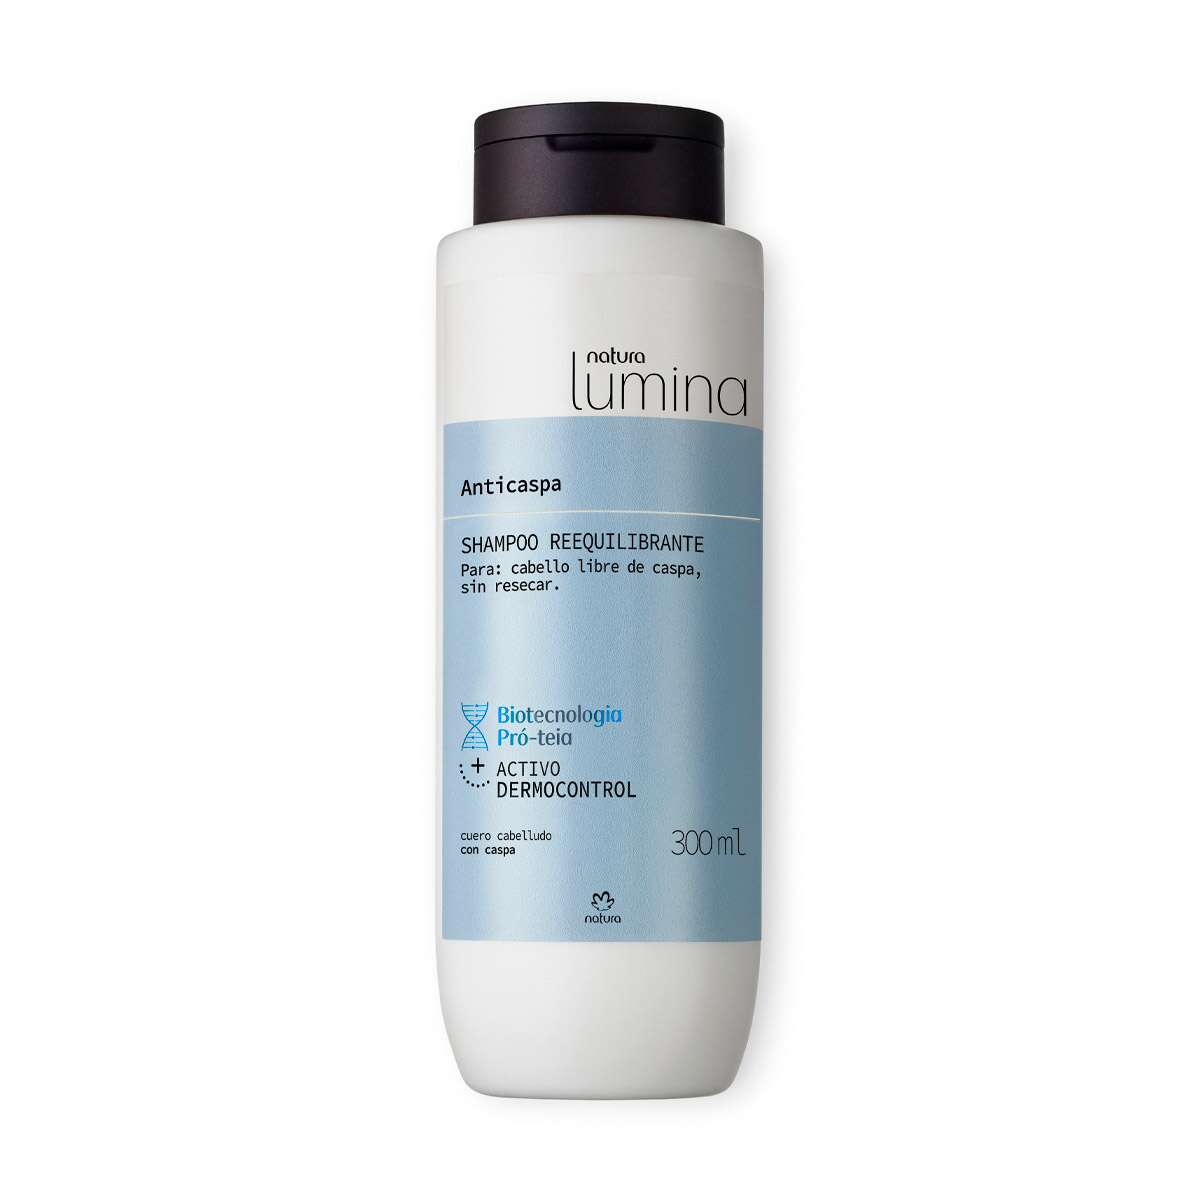 natura
lumina
Anticaspa
SHAMPOO REEQUILIBRANTE
Para: cabello libre de caspa,
sin resecar.
Biotecnologia
Pró-teia
+ ACTIVO
DERMOCONTROL
cuero cabelludo
con caspa
300 ml
natura